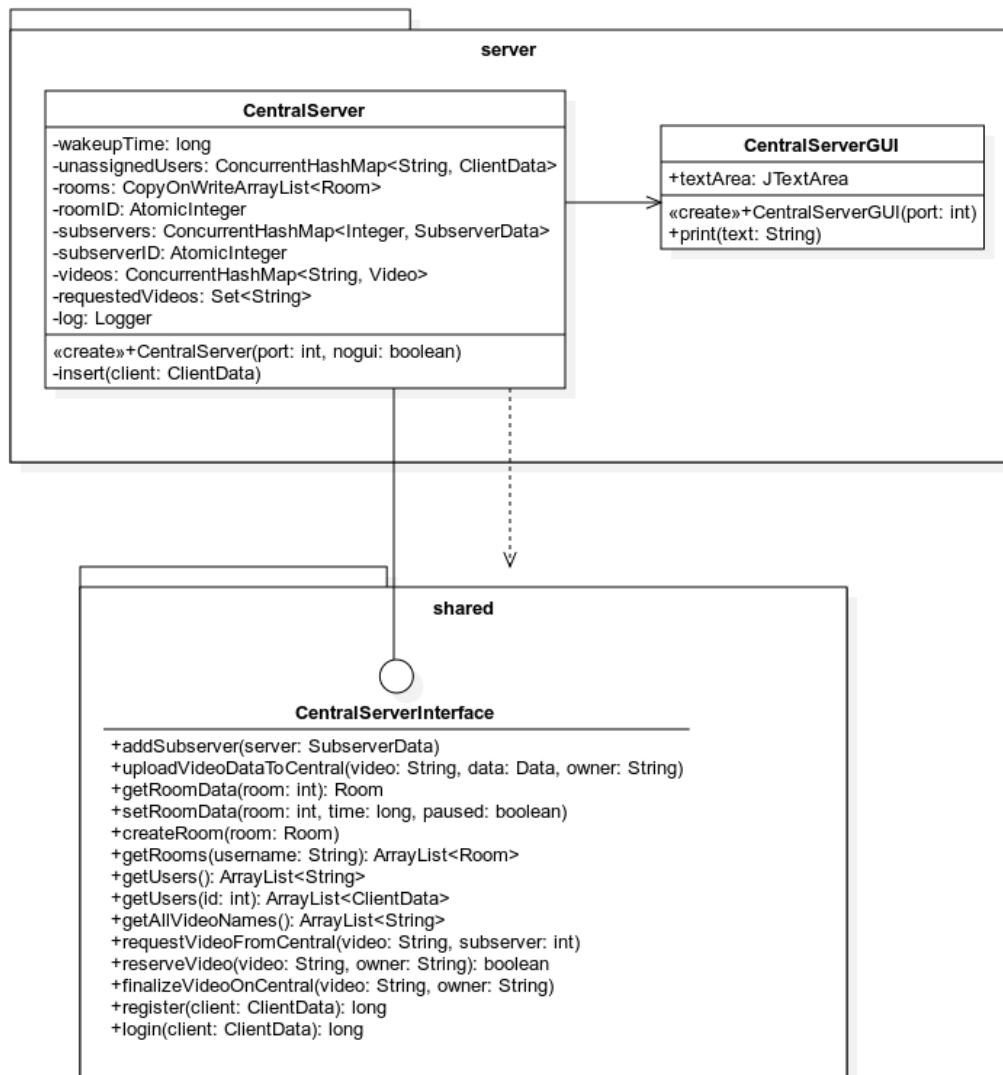 server
CentralServer
-wakeupTime: long
-unassignedUsers: ConcurrentHashMap<String, ClientData>
-rooms: CopyOnWriteArrayList<Room>
-roomID: AtomicInteger
-subservers: ConcurrentHashMap<Integer, SubserverData>
-subserverID: AtomicInteger
-videos: ConcurrentHashMap<String, Video>
-requestedVideos: Set<String>
-log: Logger
«create»+CentralServer(port: int, nogui: boolean)
-insert(client: ClientData)
CentralServerGUI
+textArea: JTextArea
«create»+CentralServerGUI(port: int)
+print(text: String)
shared
CentralServerInterface
+addSubserver(server: SubserverData)
+uploadVideoDataToCentral(video: String, data: Data, owner: String)
+getRoomData(room: int): Room
+setRoomData(room: int, time: long, paused: boolean)
+createRoom(room: Room)
+getRooms(username: String): ArrayList<Room>
+getUsers(): ArrayList<String>
+getUsers(id: int): ArrayList<ClientData>
+getAllVideoNames(): ArrayList<String>
+requestVideoFromCentral(video: String, subserver: int)
+reserveVideo(video: String, owner: String): boolean
+finalizeVideoOnCentral(video: String, owner: String)
+register(client: ClientData): long
+login(client: ClientData): long